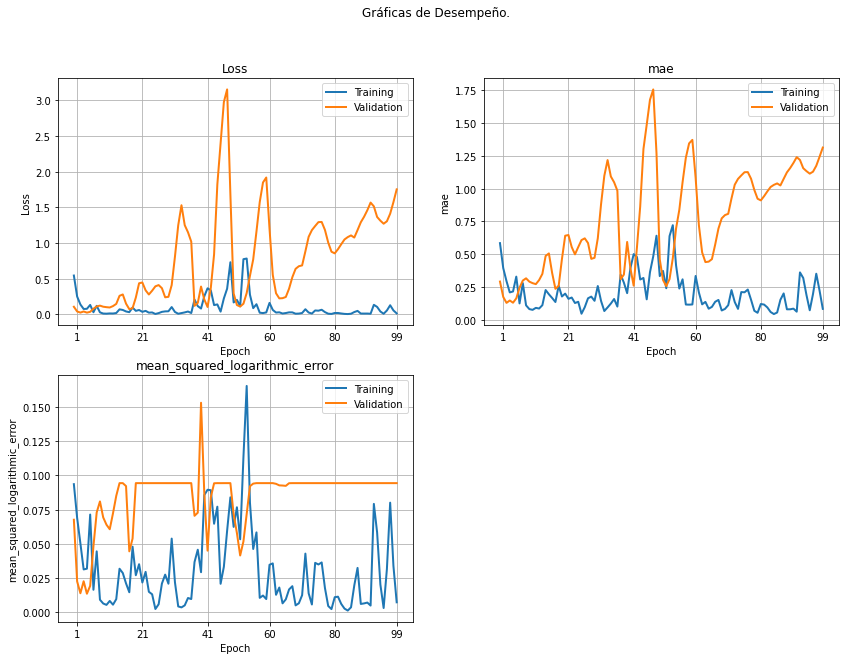 Gráficas de Desempeño.
Loss
Training
Validation
3.0
2.5
2.0
1.5
1.0
0.5
0.0
Loss
1 21 41 60 80 99
Epoch
mae
Training
Validation
1.75
1.50
1.25
1.00
0.75
0.50
0.25
0.00
mae
1 21 41 60 80 99
Epoch
mean_squared_logarithmic_error
Training
Validation
0.150
0.125
0.100
0.075
0.050
0.025
0.000
mean_squared_logarithmic_error
1 21 41 60 80 99
Epoch